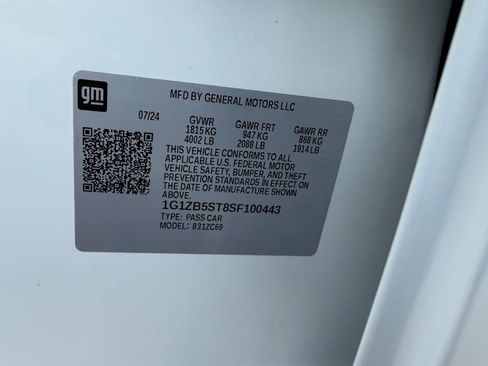 gm
MFD BY GENERAL MOTORS LLC
07/24 GVWR GAWR FRT GAWR RR
1815 KG 947 KG 868 KG
4002 LB 2088 LB 1914 LB
THIS VEHICLE CONFORMS TO ALL
APPLICABLE U.S. FEDERAL MOTOR
VEHICLE SAFETY, BUMPER, AND THEFT
PREVENTION STANDARDS IN EFFECT ON
THE DATE OF MANUFACTURE SHOWN
ABOVE.
1G1ZB5ST8SF100443
TYPE: PASS CAR
MODEL: 831ZC69